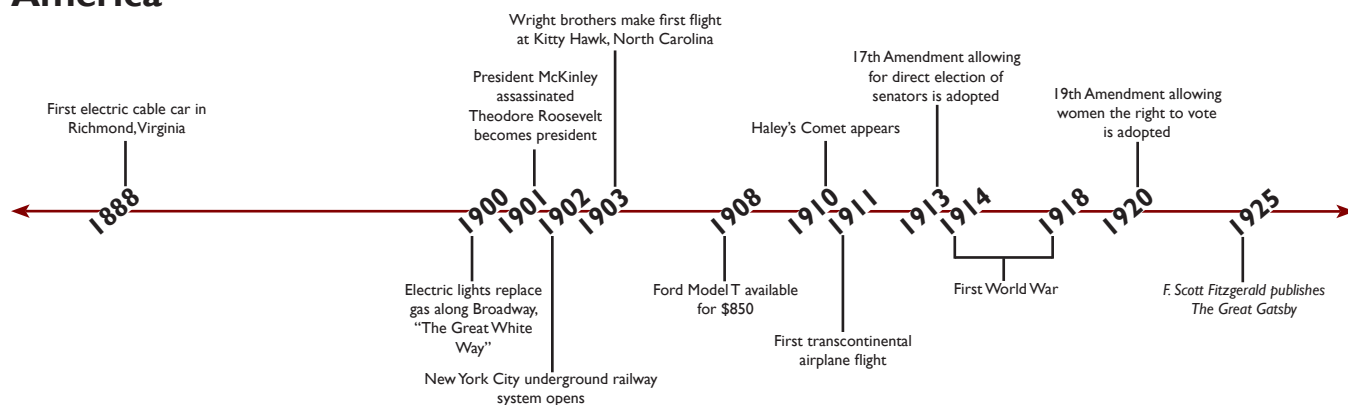 America
Wright brothers make first flight
at Kitty Hawk, North Carolina
President McKinley
assassinated
Theodore Roosevelt
becomes president
17th Amendment allowing
for direct election of
senators is adopted
First electric cable car in
Richmond, Virginia
Haley's Comet appears
19th Amendment allowing
women the right to vote
is adopted
1888
1900
1901
1902
1903
1908
1910
1911
1913
1914
1918
1920
1925
Electric lights replace
gas along Broadway,
“The Great White
Way”
New York City underground railway
system opens
Ford Model T available
for $850
First transcontinental
airplane flight
First World War
F. Scott Fitzgerald publishes
The Great Gatsby